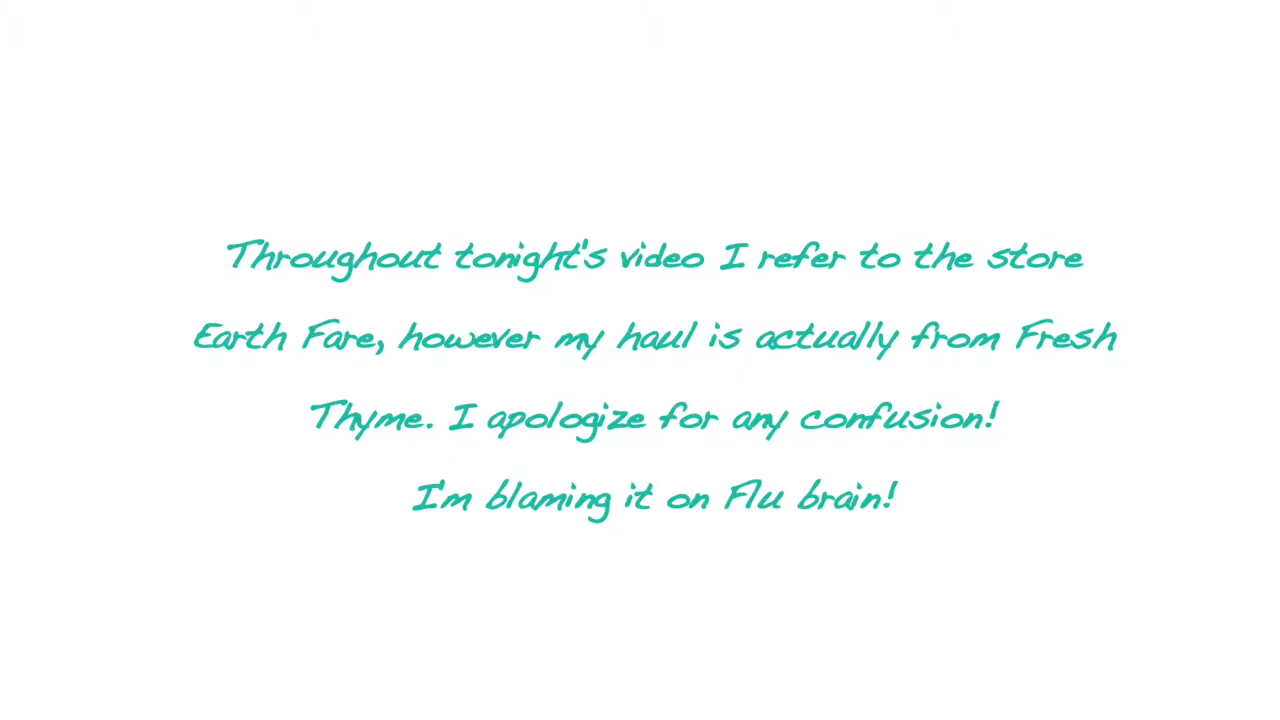 Throughout tonight's video I refer to the store
Earth Fare, however my haul is actually from Fresh
Thyme. I apologize for any confusion!
I'm blaming it on Flu brain!